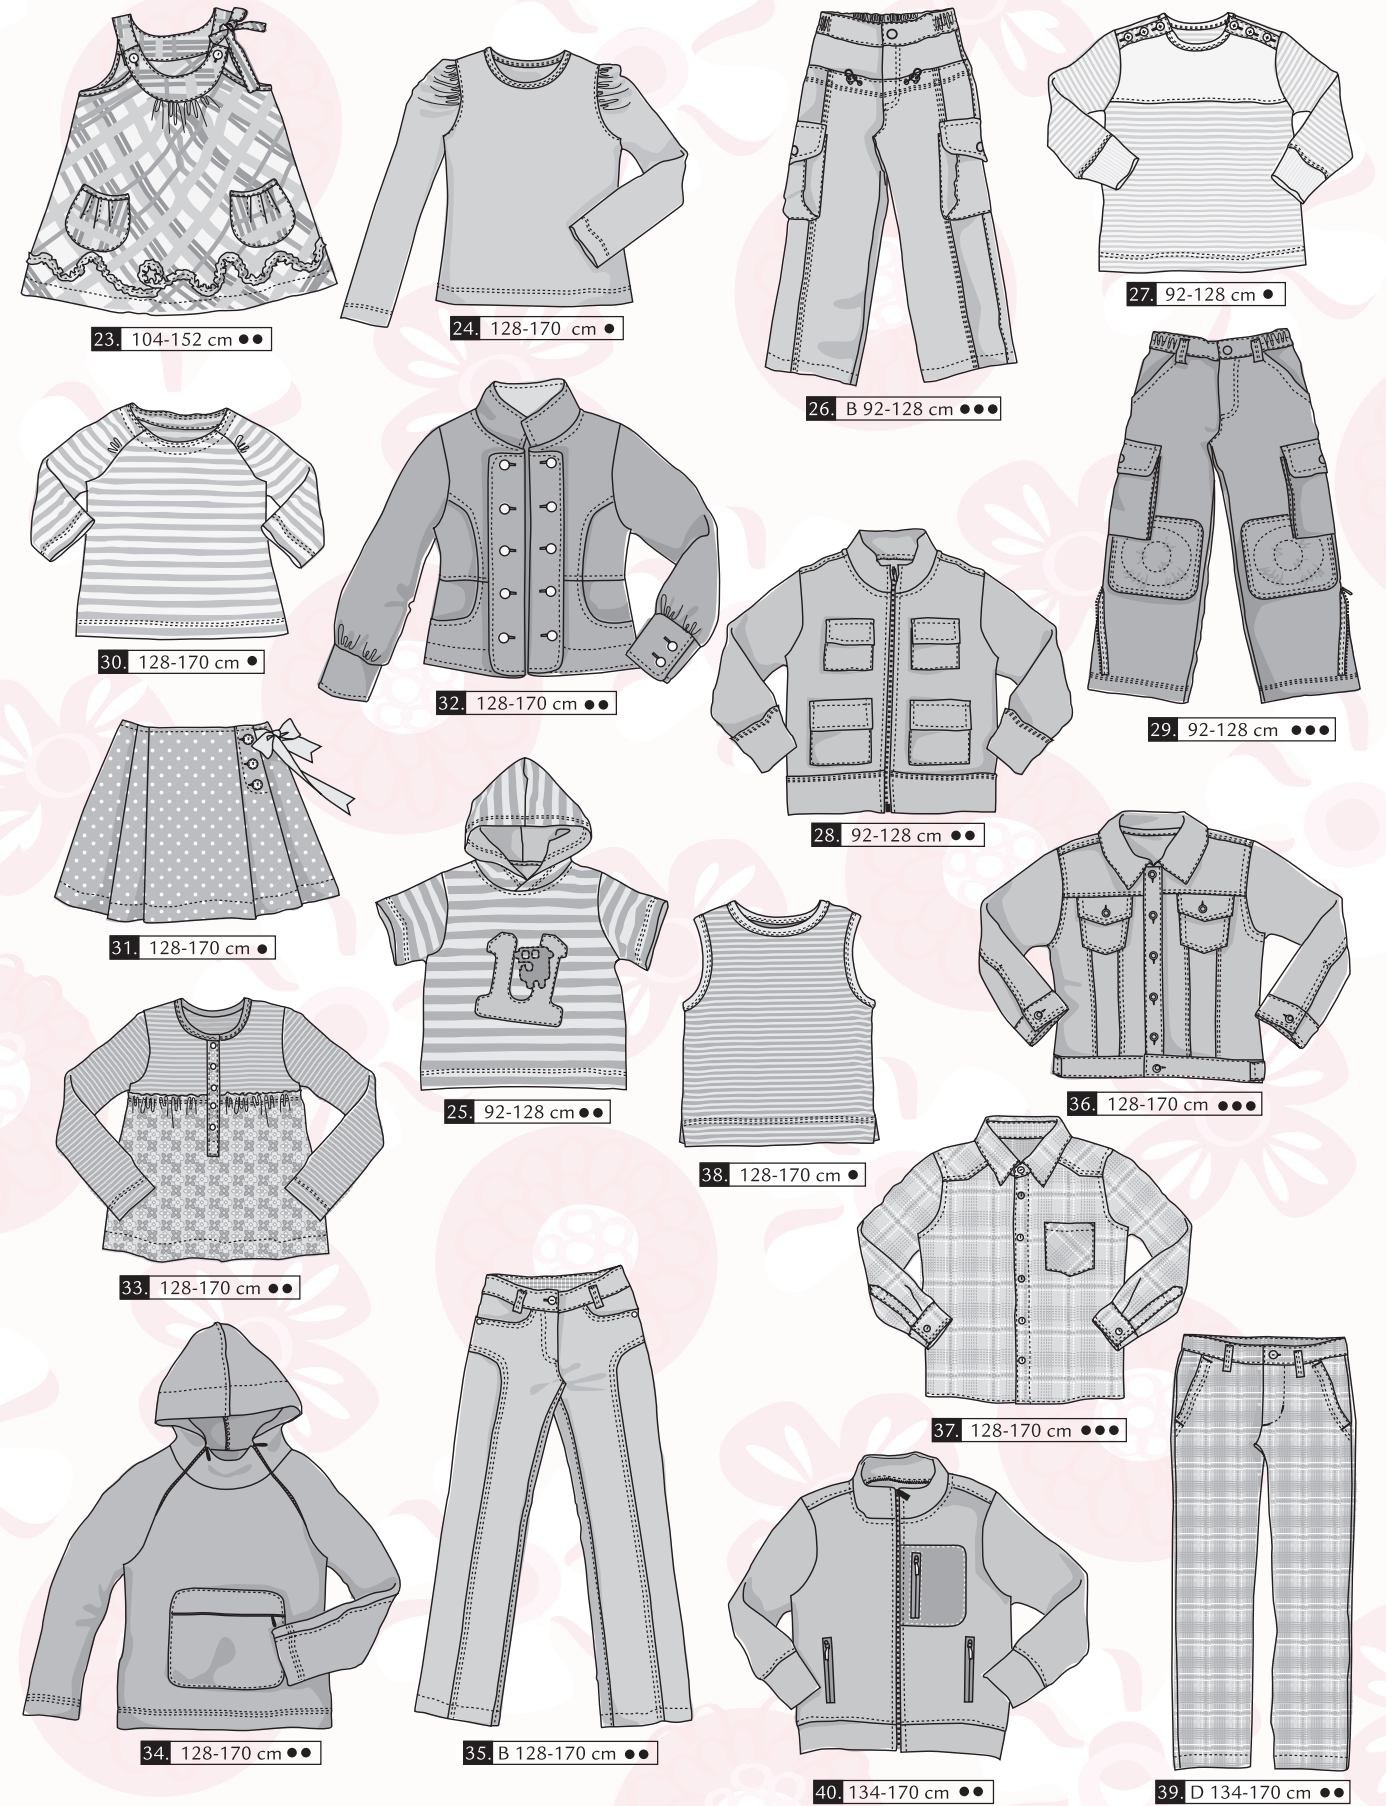 23. 104-152 cm ●●
24. 128-170 cm ●
26. B 92-128 cm ●●●
27. 92-128 cm ●
30. 128-170 cm ●
32. 128-170 cm ●●
28. 92-128 cm ●●
29. 92-128 cm ●●●
31. 128-170 cm ●
25. 92-128 cm ●●
38. 128-170 cm ●
36. 128-170 cm ●●●
33. 128-170 cm ●●
37. 128-170 cm ●●●
34. 128-170 cm ●●
35. B 128-170 cm ●●
40. 134-170 cm ●●
39. D 134-170 cm ●●